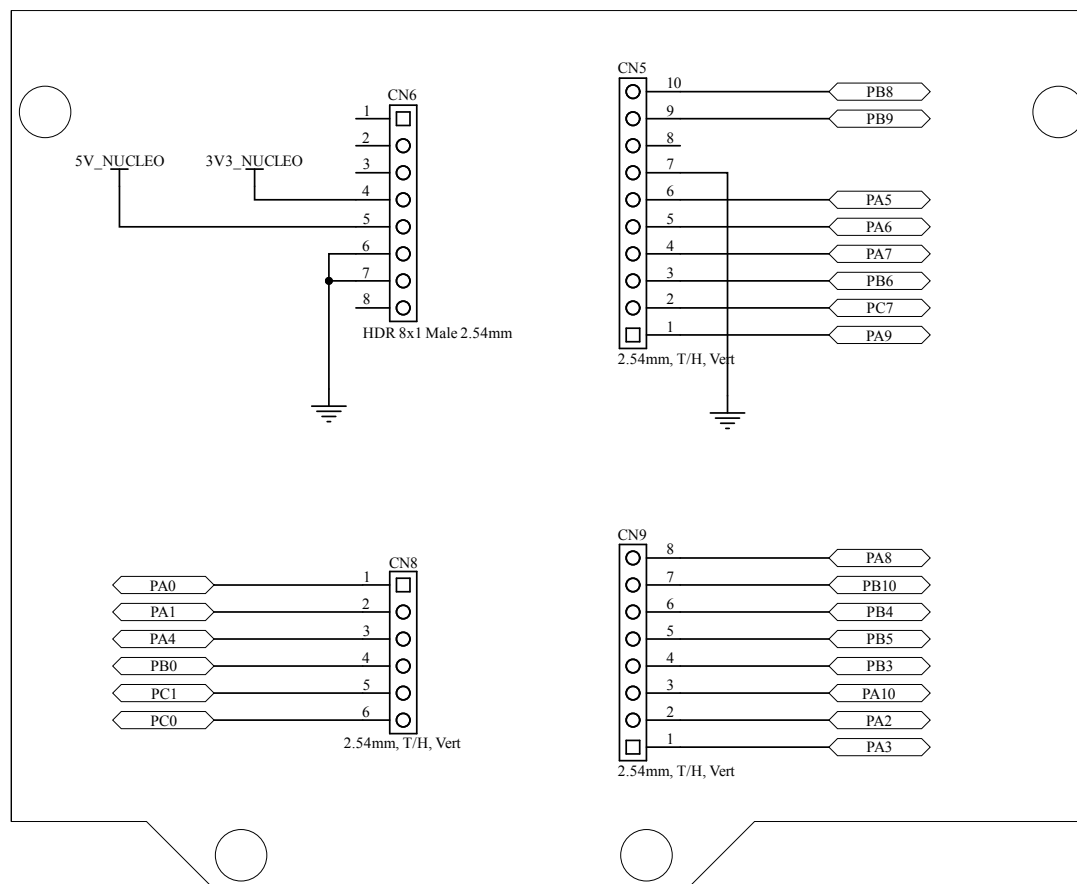 CN6
1
2
3
4
5
6
7
8
5V_NUCLEO
3V3_NUCLEO
HDR 8x1 Male 2.54mm
CN5
10 PB8
9 PB9
8
7
6 PA5
5 PA6
4 PA7
3 PB6
2 PC7
1 PA9
2.54mm, T/H, Vert
CN8
PA0 1
PA1 2
PA4 3
PB0 4
PC1 5
PC0 6
2.54mm, T/H, Vert
CN9
8 PA8
7 PB10
6 PB4
5 PB5
4 PB3
3 PA10
2 PA2
1 PA3
2.54mm, T/H, Vert